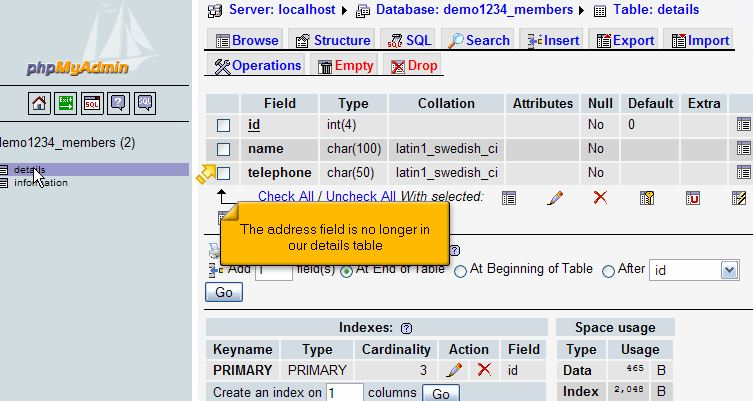 Server: localhost Database: demo1234_members Table: details
phpMyAdmin
Browse Structure SQL Search Insert Export Import
Operations Empty Drop
SQL ? SQL
Field Type Collation Attributes Null Default Extra
id int(4) No 0
name char(100) latin1_swedish_ci No
telephone char(50) latin1_swedish_ci No
Check All / Uncheck All With selected:
emo1234_members (2)
details
information
The address field is no longer in
our details table
?
Add 1 field(s) At End of Table At Beginning of Table After id
Go
Indexes: ?
Keyname Type Cardinality Action Field
PRIMARY PRIMARY 3 id
Create an index on 1 columns Go
Space usage
Type Usage
Data 465 B
Index 2,048 B